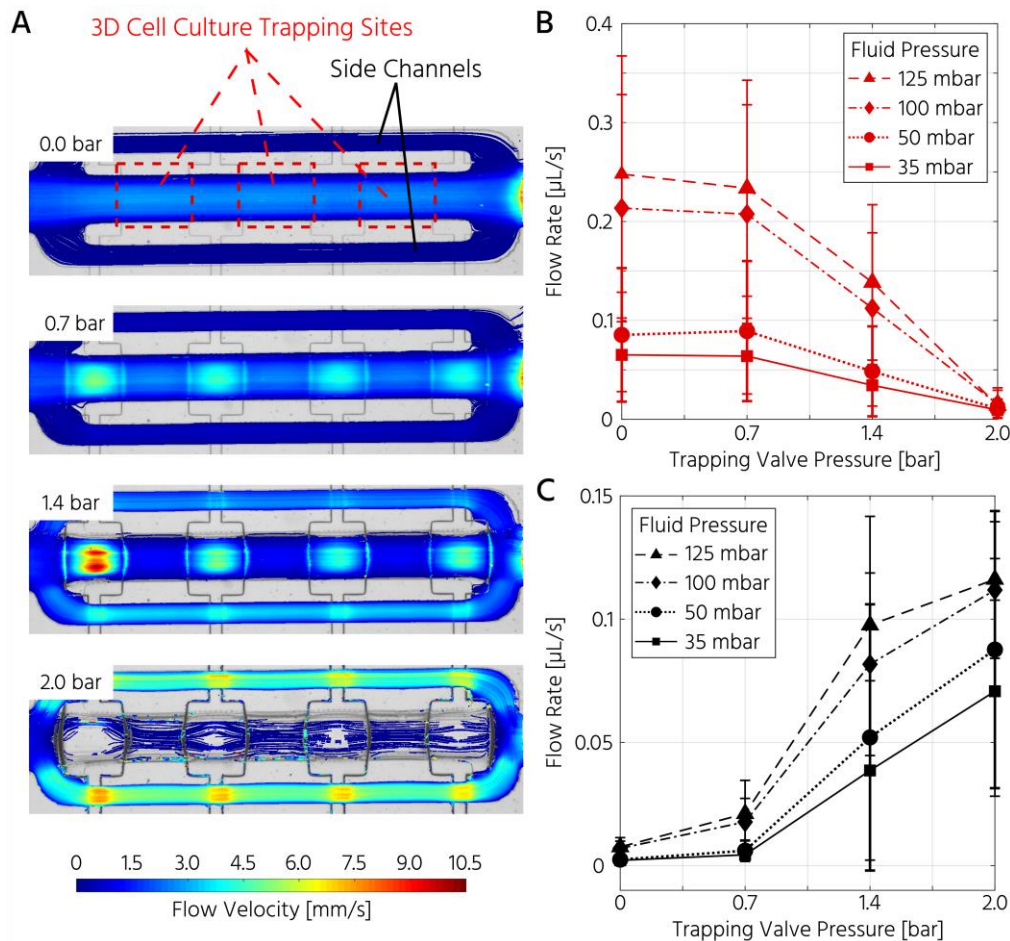 A
3D Cell Culture Trapping Sites
Side Channels
0.0 bar
0.7 bar
1.4 bar
2.0 bar
0 1.5 3.0 4.5 6.0 7.5 9.0 10.5
Flow Velocity [mm/s]
B
0.4
0.3
0.2
0.1
0
Flow Rate [µL/s]
Fluid Pressure
125 mbar
100 mbar
50 mbar
35 mbar
0 0.7 1.4 2.0
Trapping Valve Pressure [bar]
C
0.15
0.1
0.05
0
Flow Rate [µL/s]
Fluid Pressure
125 mbar
100 mbar
50 mbar
35 mbar
0 0.7 1.4 2.0
Trapping Valve Pressure [bar]